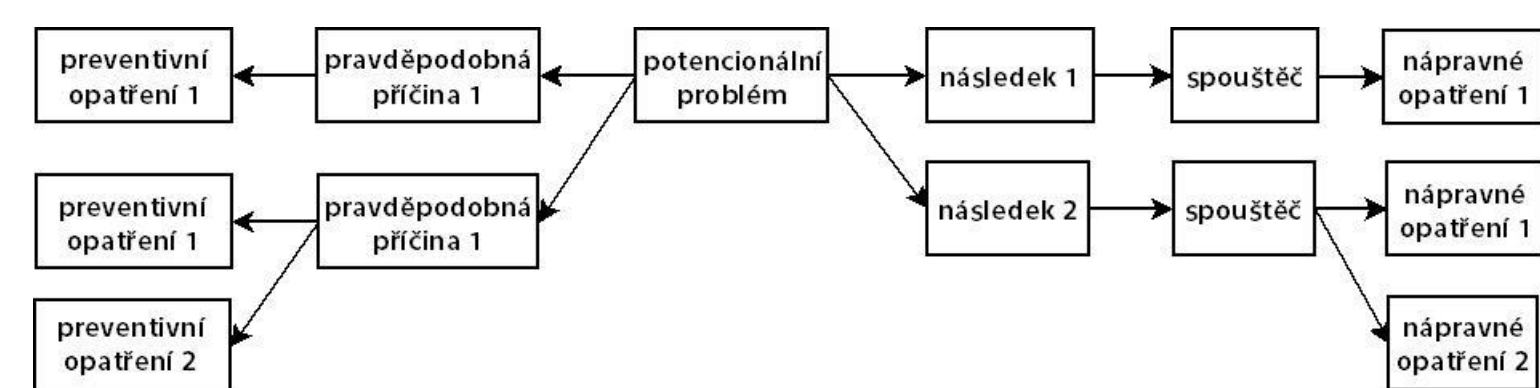 preventivní
opatření 1
pravděpodobná
příčina 1
potencionální
problém
následek 1
spouštěč
nápravné
opatření 1
preventivní
opatření 1
pravděpodobná
příčina 1
následek 2
spouštěč
nápravné
opatření 1
preventivní
opatření 2
nápravné
opatření 2